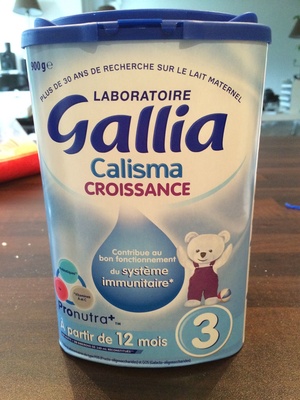 900g e
PLUS DE 30 ANS DE RECHERCHE SUR LE LAIT MATERNEL
LABORATOIRE
Gallia
Calisma
CROISSANCE
Contribue au
bon fonctionnement
du système
immunitaire*
Pronutra+™
À partir de 12 mois
3